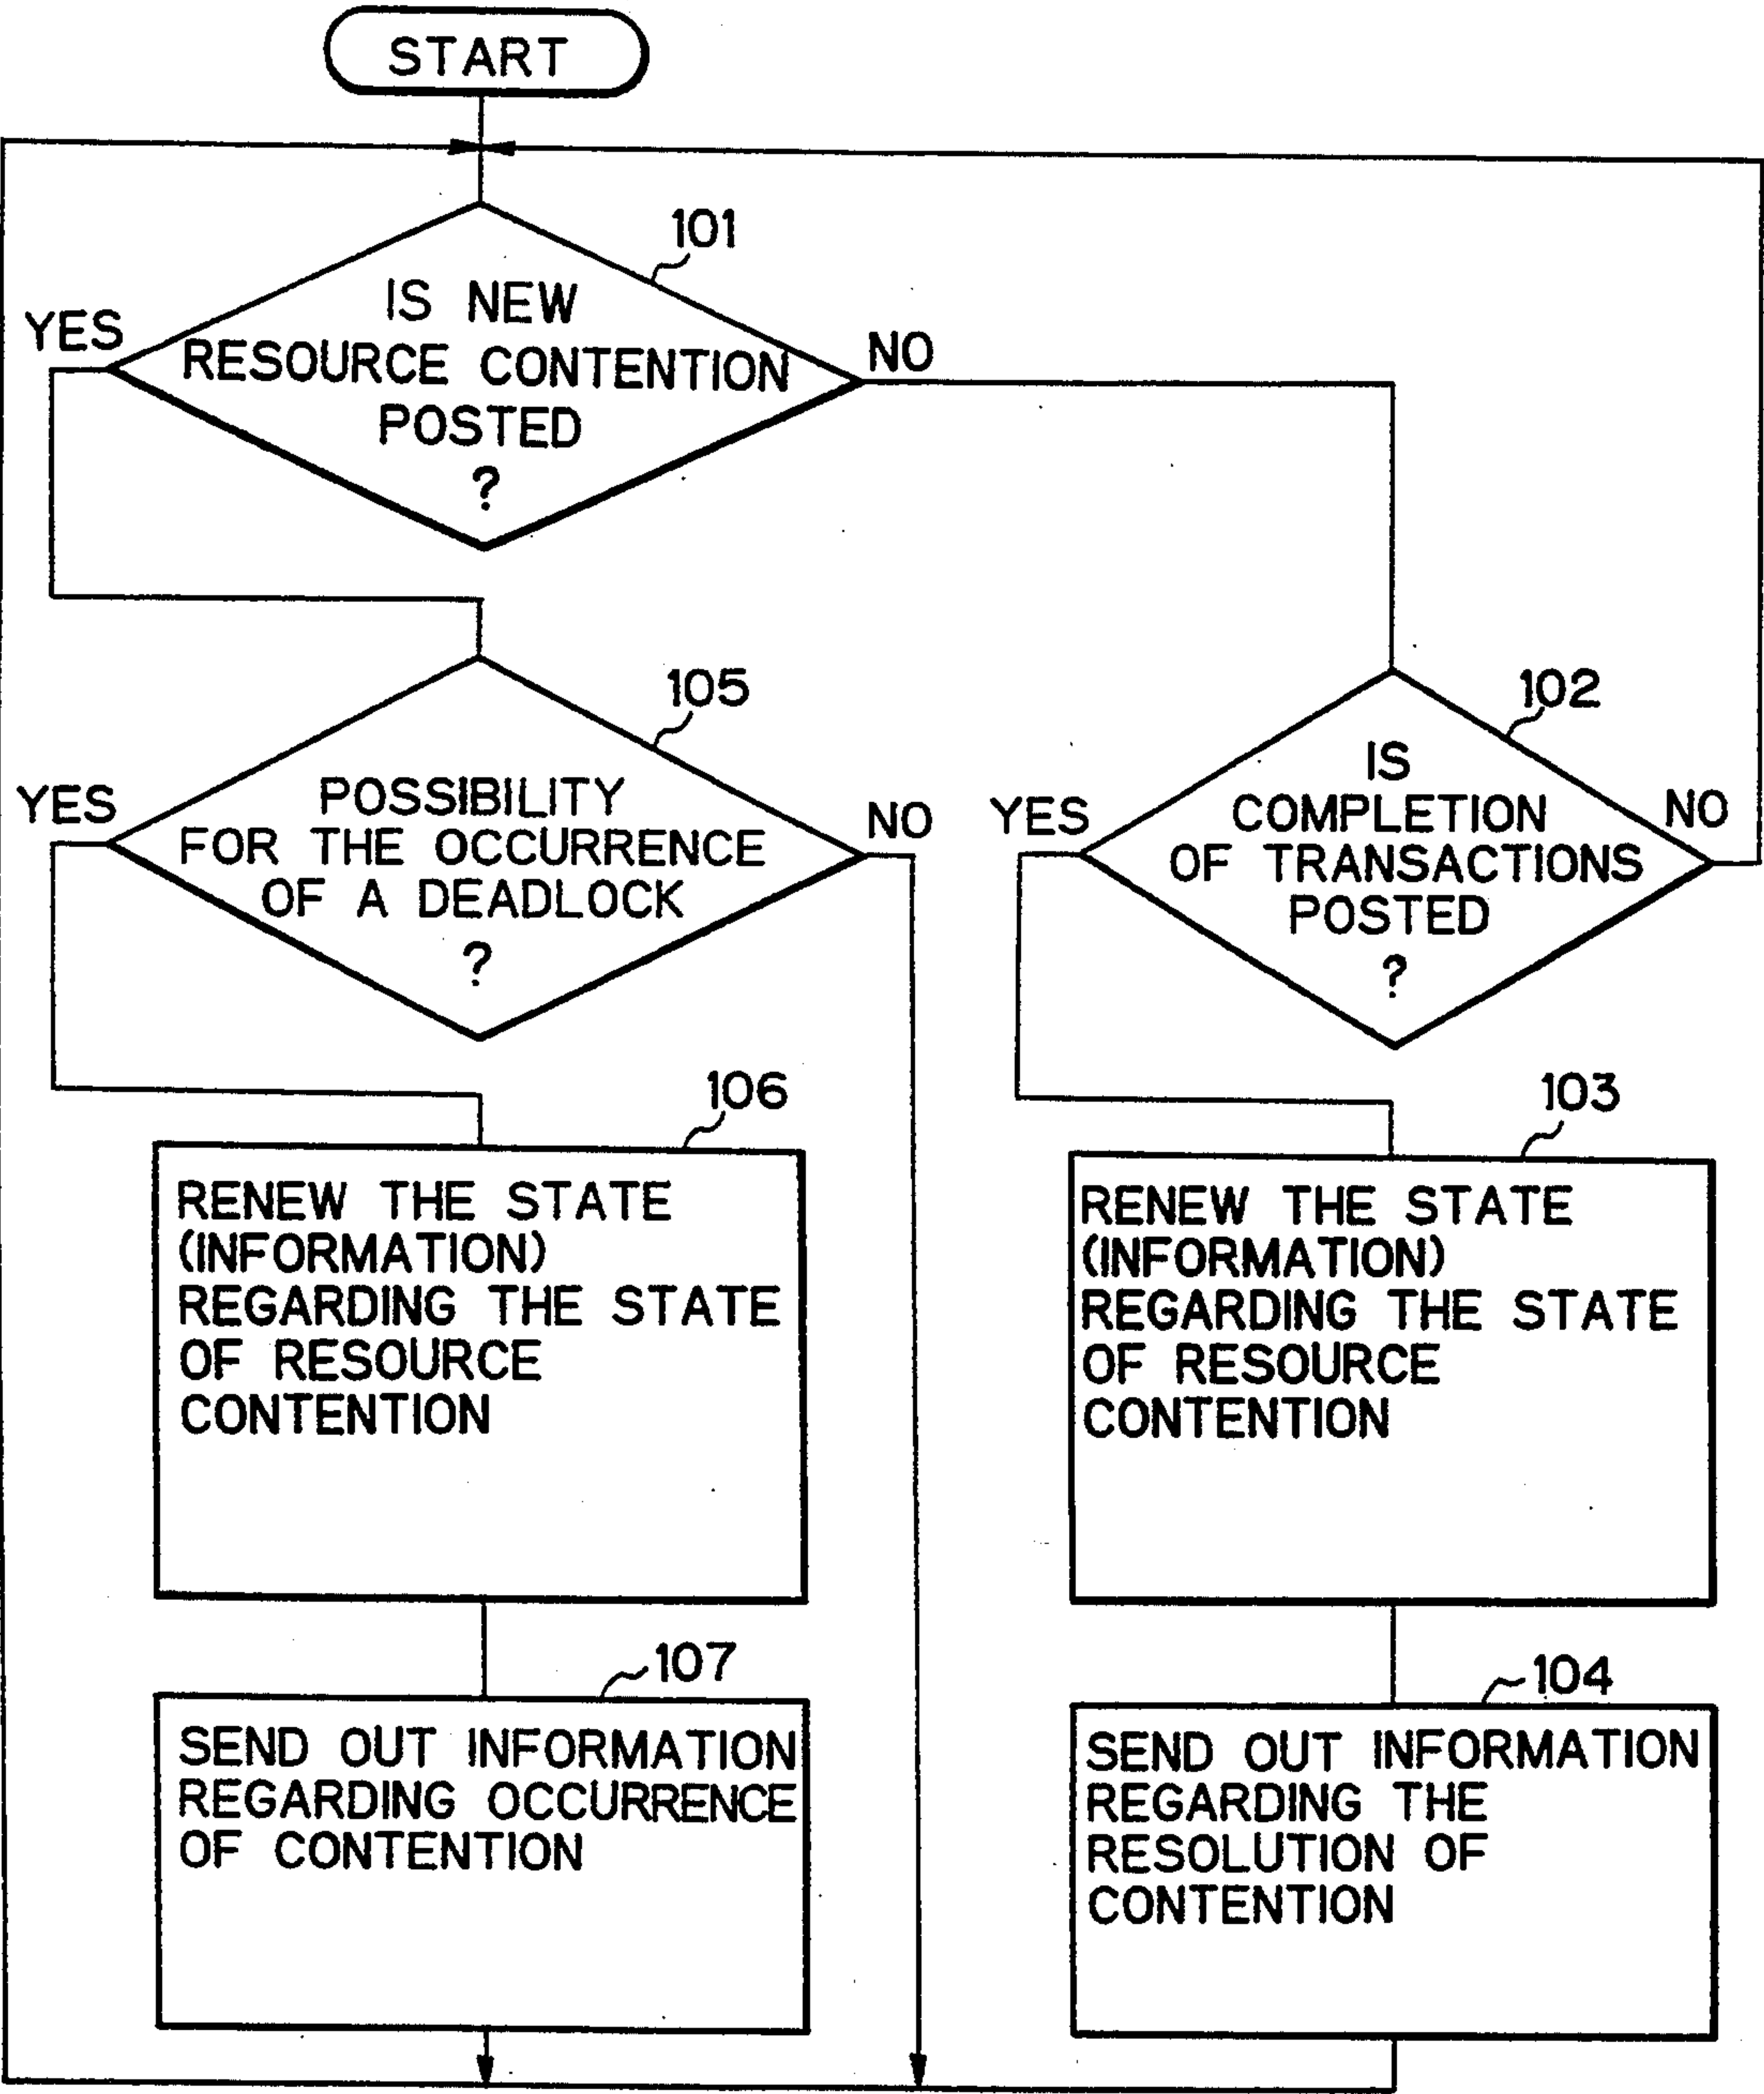 START
101
IS NEW
RESOURCE CONTENTION
POSTED
?
YES
NO
105
POSSIBILITY
FOR THE OCCURRENCE
OF A DEADLOCK
?
YES
NO
102
IS
COMPLETION
OF TRANSACTIONS
POSTED
?
YES
NO
106
RENEW THE STATE
(INFORMATION)
REGARDING THE STATE
OF RESOURCE
CONTENTION
103
RENEW THE STATE
(INFORMATION)
REGARDING THE STATE
OF RESOURCE
CONTENTION
107
SEND OUT INFORMATION
REGARDING OCCURRENCE
OF CONTENTION
104
SEND OUT INFORMATION
REGARDING THE
RESOLUTION OF
CONTENTION